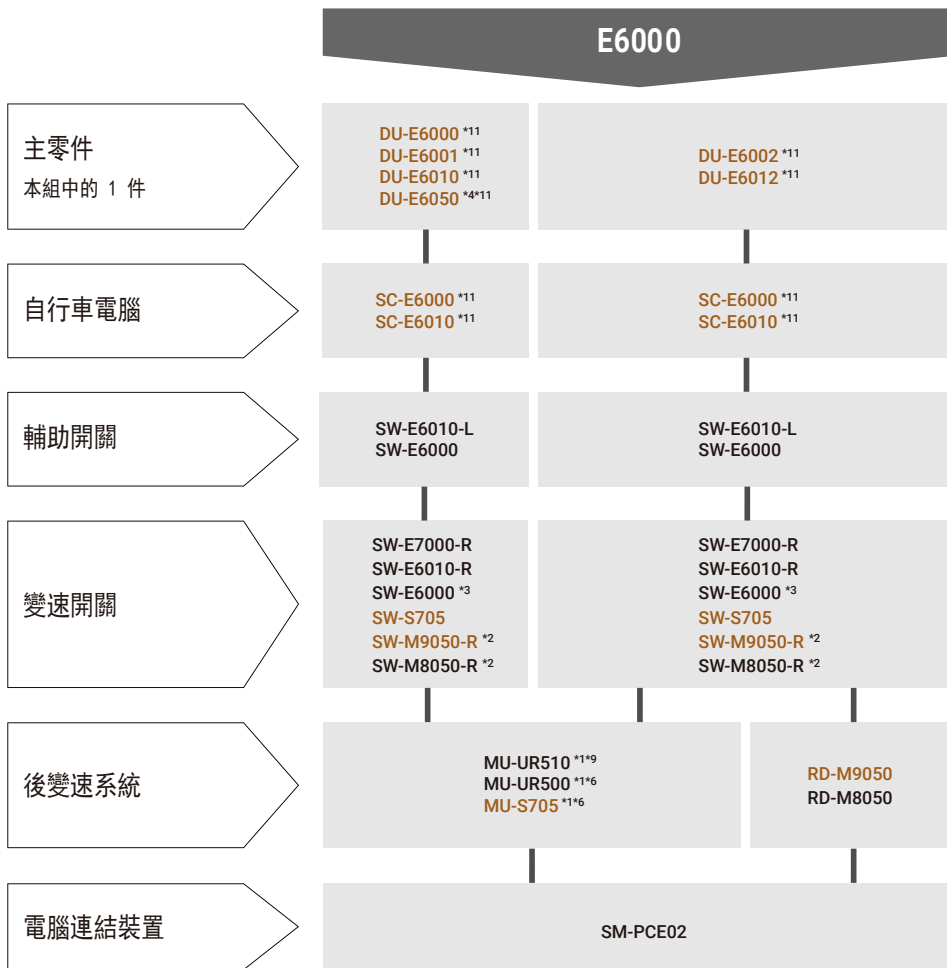 E6000
主零件
本組中的 1 件
DU-E6000 *11
DU-E6001 *11
DU-E6010 *11
DU-E6050 *4*11
DU-E6002 *11
DU-E6012 *11
自行車電腦
SC-E6000 *11
SC-E6010 *11
SC-E6000 *11
SC-E6010 *11
輔助開關
SW-E6010-L
SW-E6000
SW-E6010-L
SW-E6000
變速開關
SW-E7000-R
SW-E6010-R
SW-E6000 *3
SW-S705
SW-M9050-R *2
SW-M8050-R *2
SW-E7000-R
SW-E6010-R
SW-E6000 *3
SW-S705
SW-M9050-R *2
SW-M8050-R *2
後變速系統
MU-UR510 *1*9
MU-UR500 *1*6
MU-S705 *1*6
RD-M9050
RD-M8050
電腦連結裝置
SM-PCE02